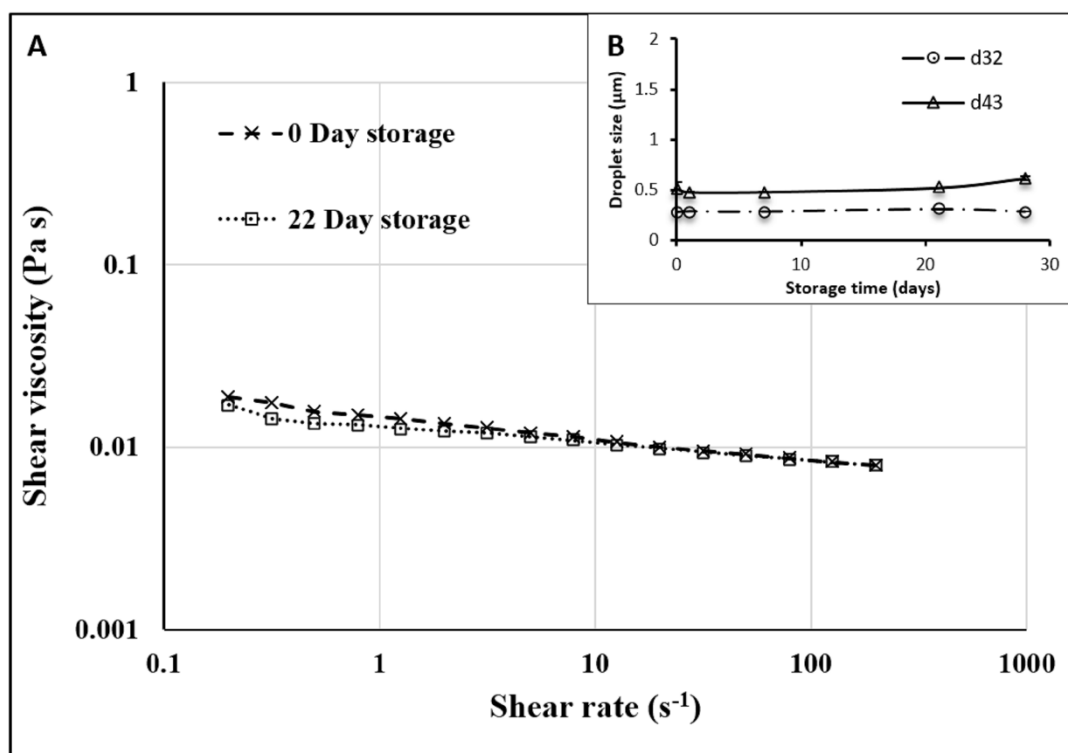 A
1
0.1
0.01
0.001
Shear viscosity (Pa s)
0 Day storage
22 Day storage
0.1 1 10 100 1000
Shear rate (s⁻¹)
B
2
1.5
1
0.5
0
Droplet size (μm)
d32
d43
0 10 20 30
Storage time (days)